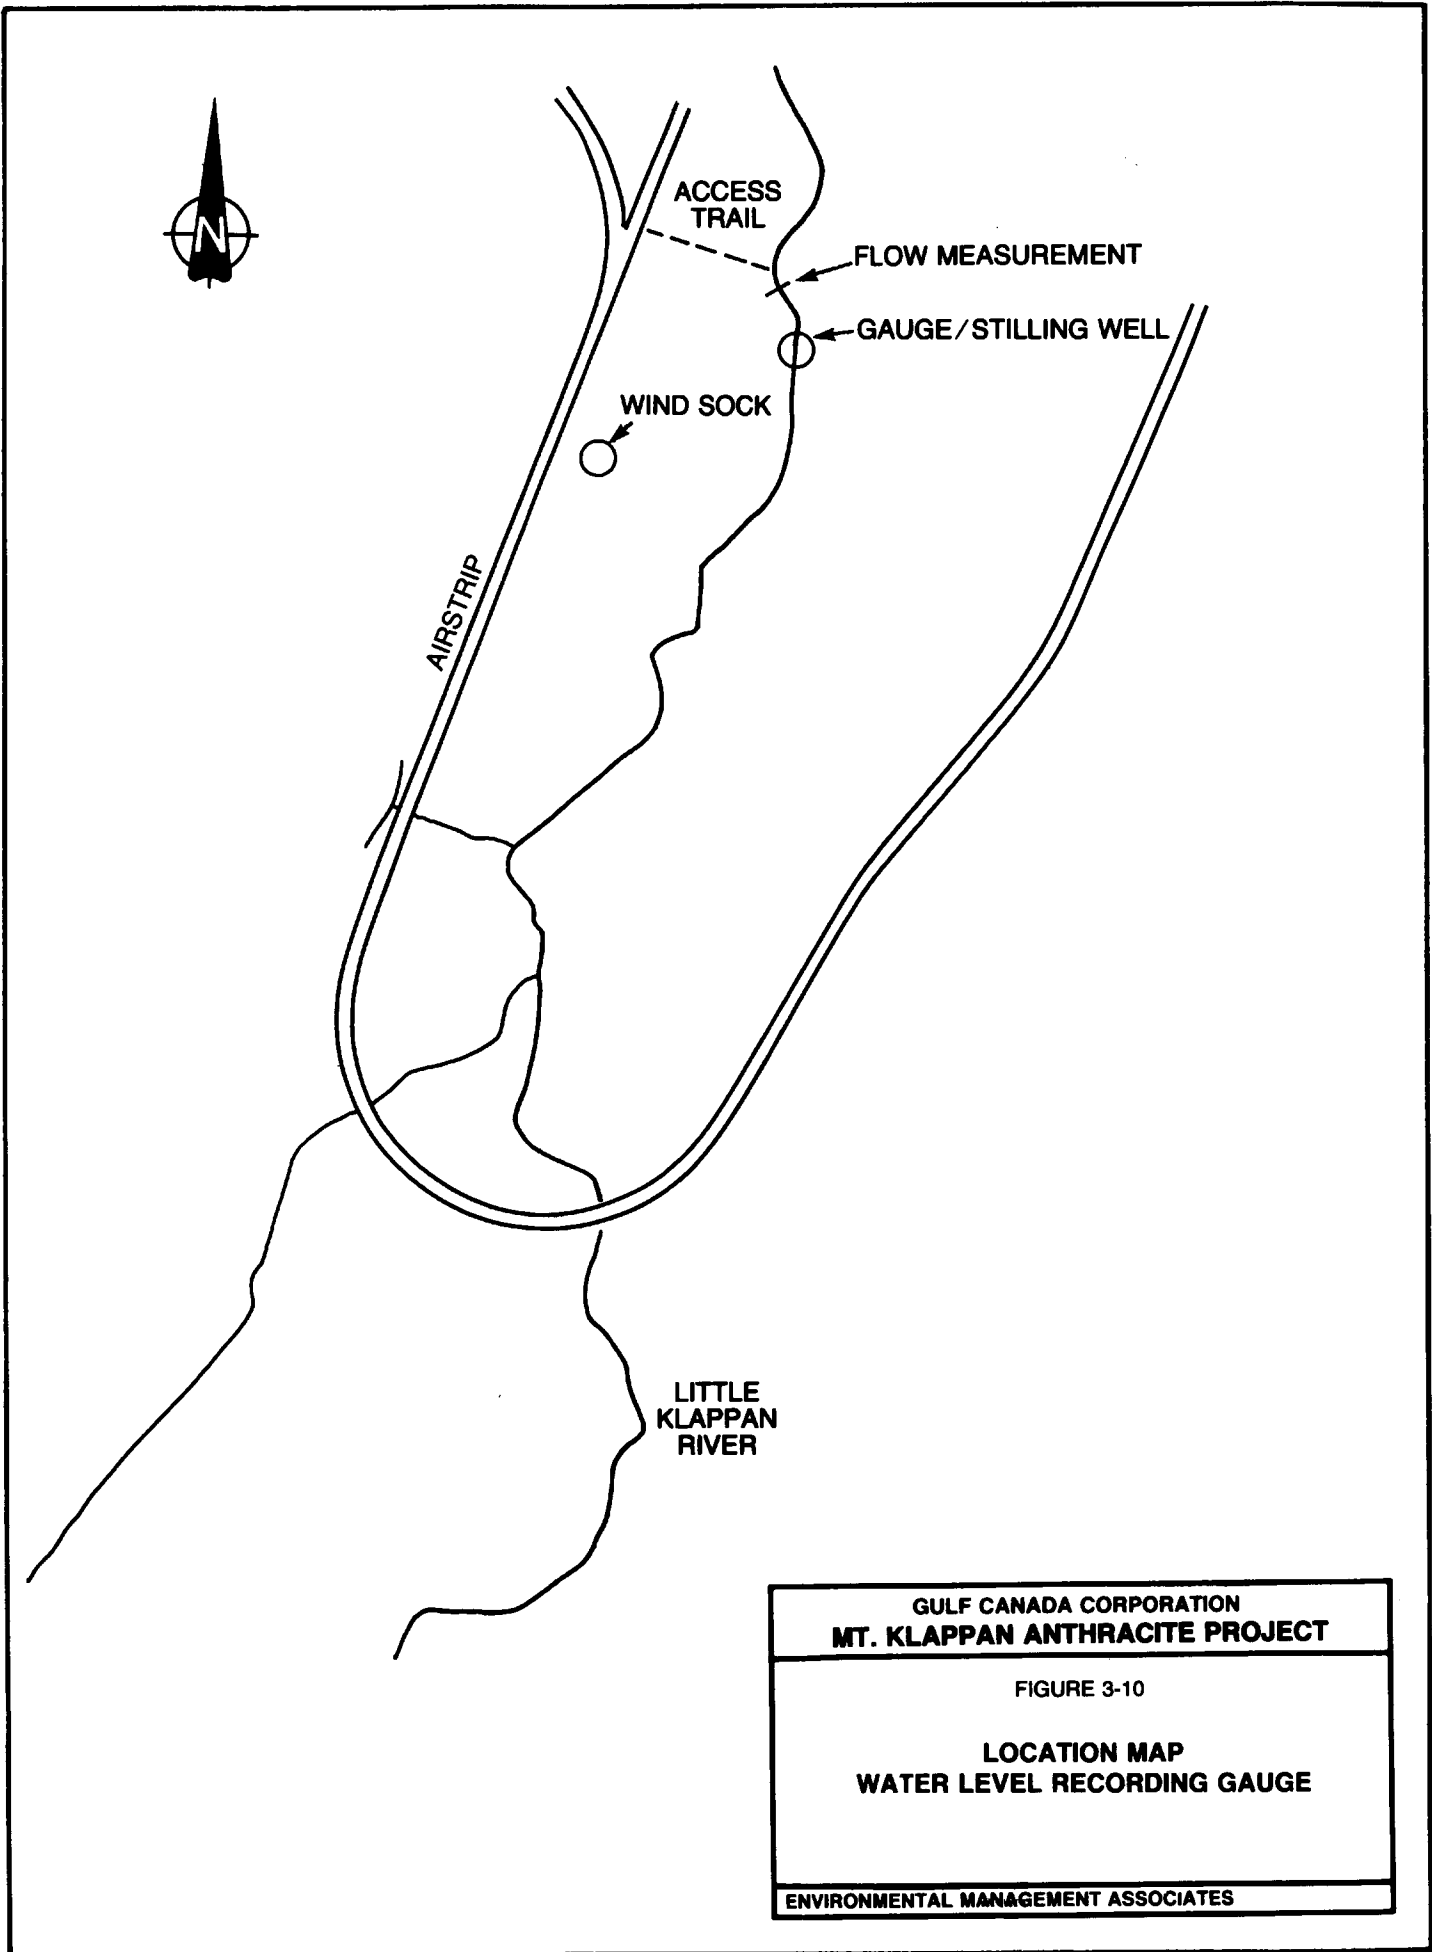 N
ACCESS
TRAIL
FLOW MEASUREMENT
GAUGE/STILLING WELL
WIND SOCK
AIRSTRIP
LITTLE
KLAPPAN
RIVER
GULF CANADA CORPORATION
MT. KLAPPAN ANTHRACITE PROJECT
FIGURE 3-10
LOCATION MAP
WATER LEVEL RECORDING GAUGE
ENVIRONMENTAL MANAGEMENT ASSOCIATES